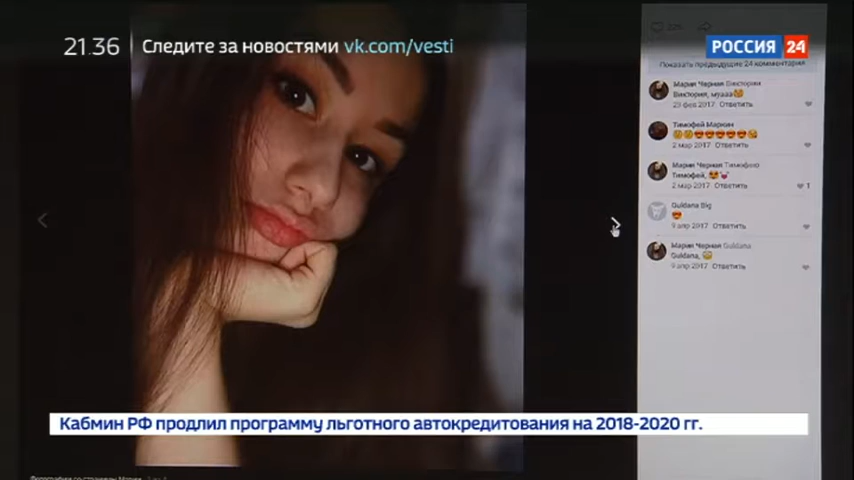 21.36
Следите за новостями vk.com/vesti
РОССИЯ 24
Показать предыдущие 24 комментария
Мария Черная Виктории
Виктория, муааа
23 фев 2017 Ответить
Тимофей Маркин
2 мар 2017 Ответить
Мария Черная Тимофею
Тимофей,
2 мар 2017 Ответить
1
Guldana Big
9 апр 2017 Ответить
Мария Черная Guldana
Guldana,
9 апр 2017 Ответить
Кабмин РФ продлил программу льготного автокредитования на 2018-2020 гг.